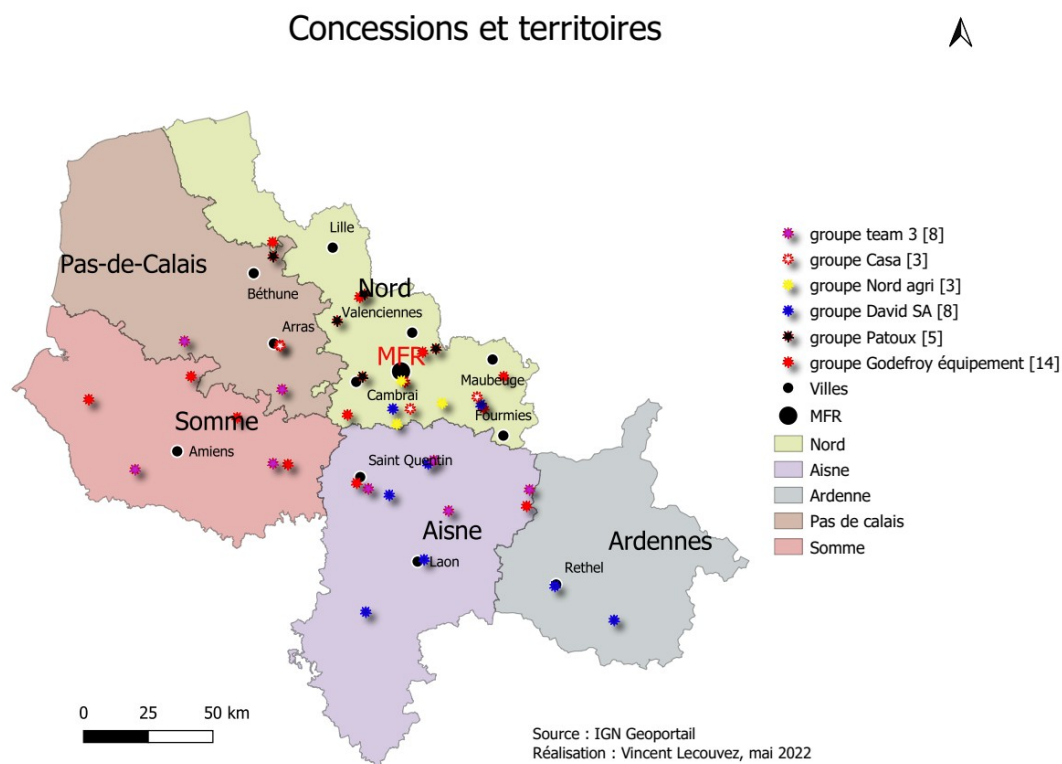 Concessions et territoires
Lille
Pas-de-Calais
Béthune
Nord
Valenciennes
Arras
MFR
Maubeuge
Cambrai
Fourmies
Somme
Amiens
Saint Quentin
Aisne
Laon
Ardennes
Rethel
groupe team 3 [8]
groupe Casa [3]
groupe Nord agri [3]
groupe David SA [8]
groupe Patoux [5]
groupe Godefroy équipement [14]
Villes
MFR
Nord
Aisne
Ardenne
Pas de calais
Somme
0 25 50 km
Source : IGN Geoportail
Réalisation : Vincent Lecouvez, mai 2022